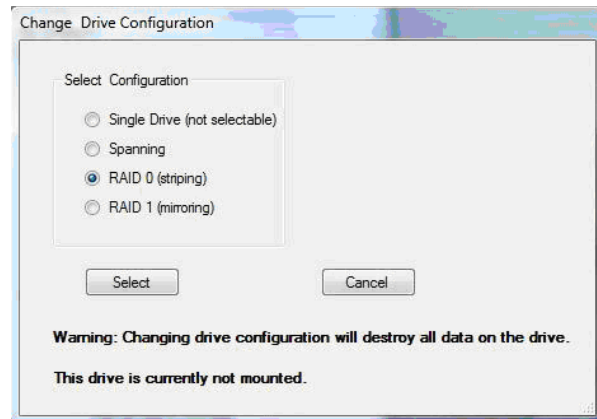 Change Drive Configuration
Select Configuration
Single Drive (not selectable)
Spanning
RAID 0 (striping)
RAID 1 (mirroring)
Select Cancel
Warning: Changing drive configuration will destroy all data on the drive.
This drive is currently not mounted.